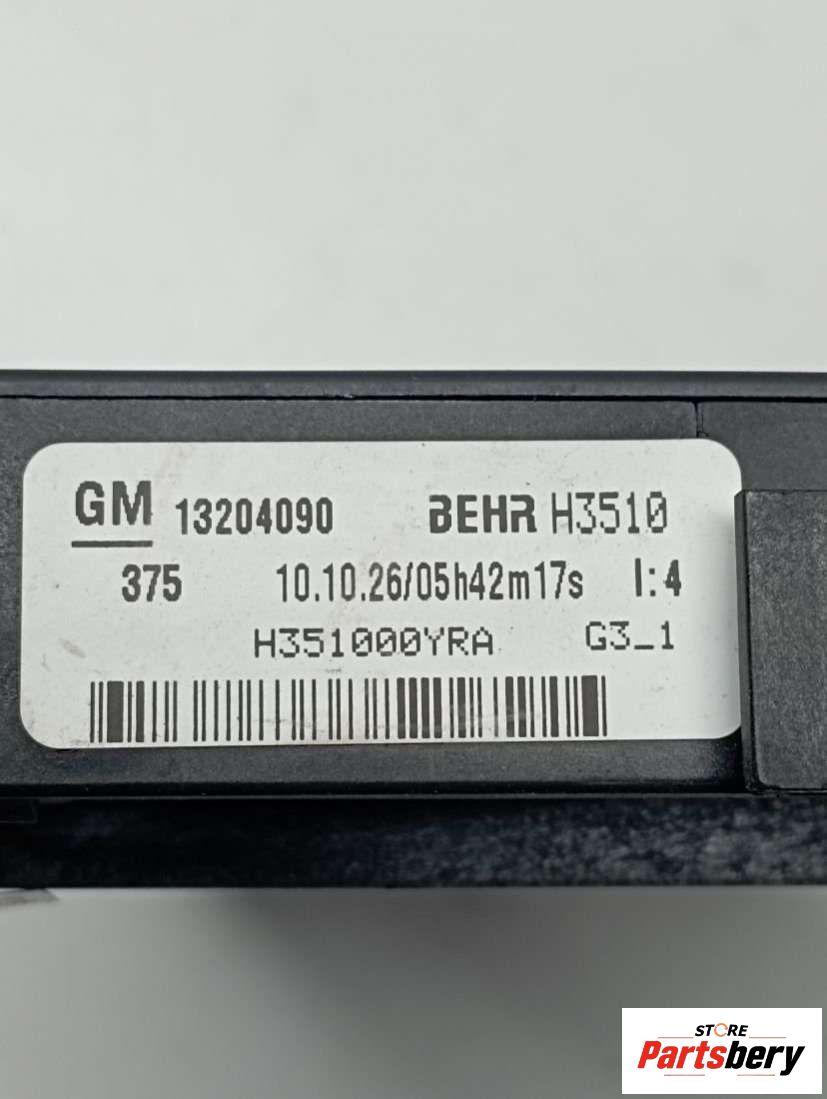 GM 13204090 BEHR H3510
375 10.10.26/05h42m17s I:4
H351000YRA G3_1
STORE
Partsbery